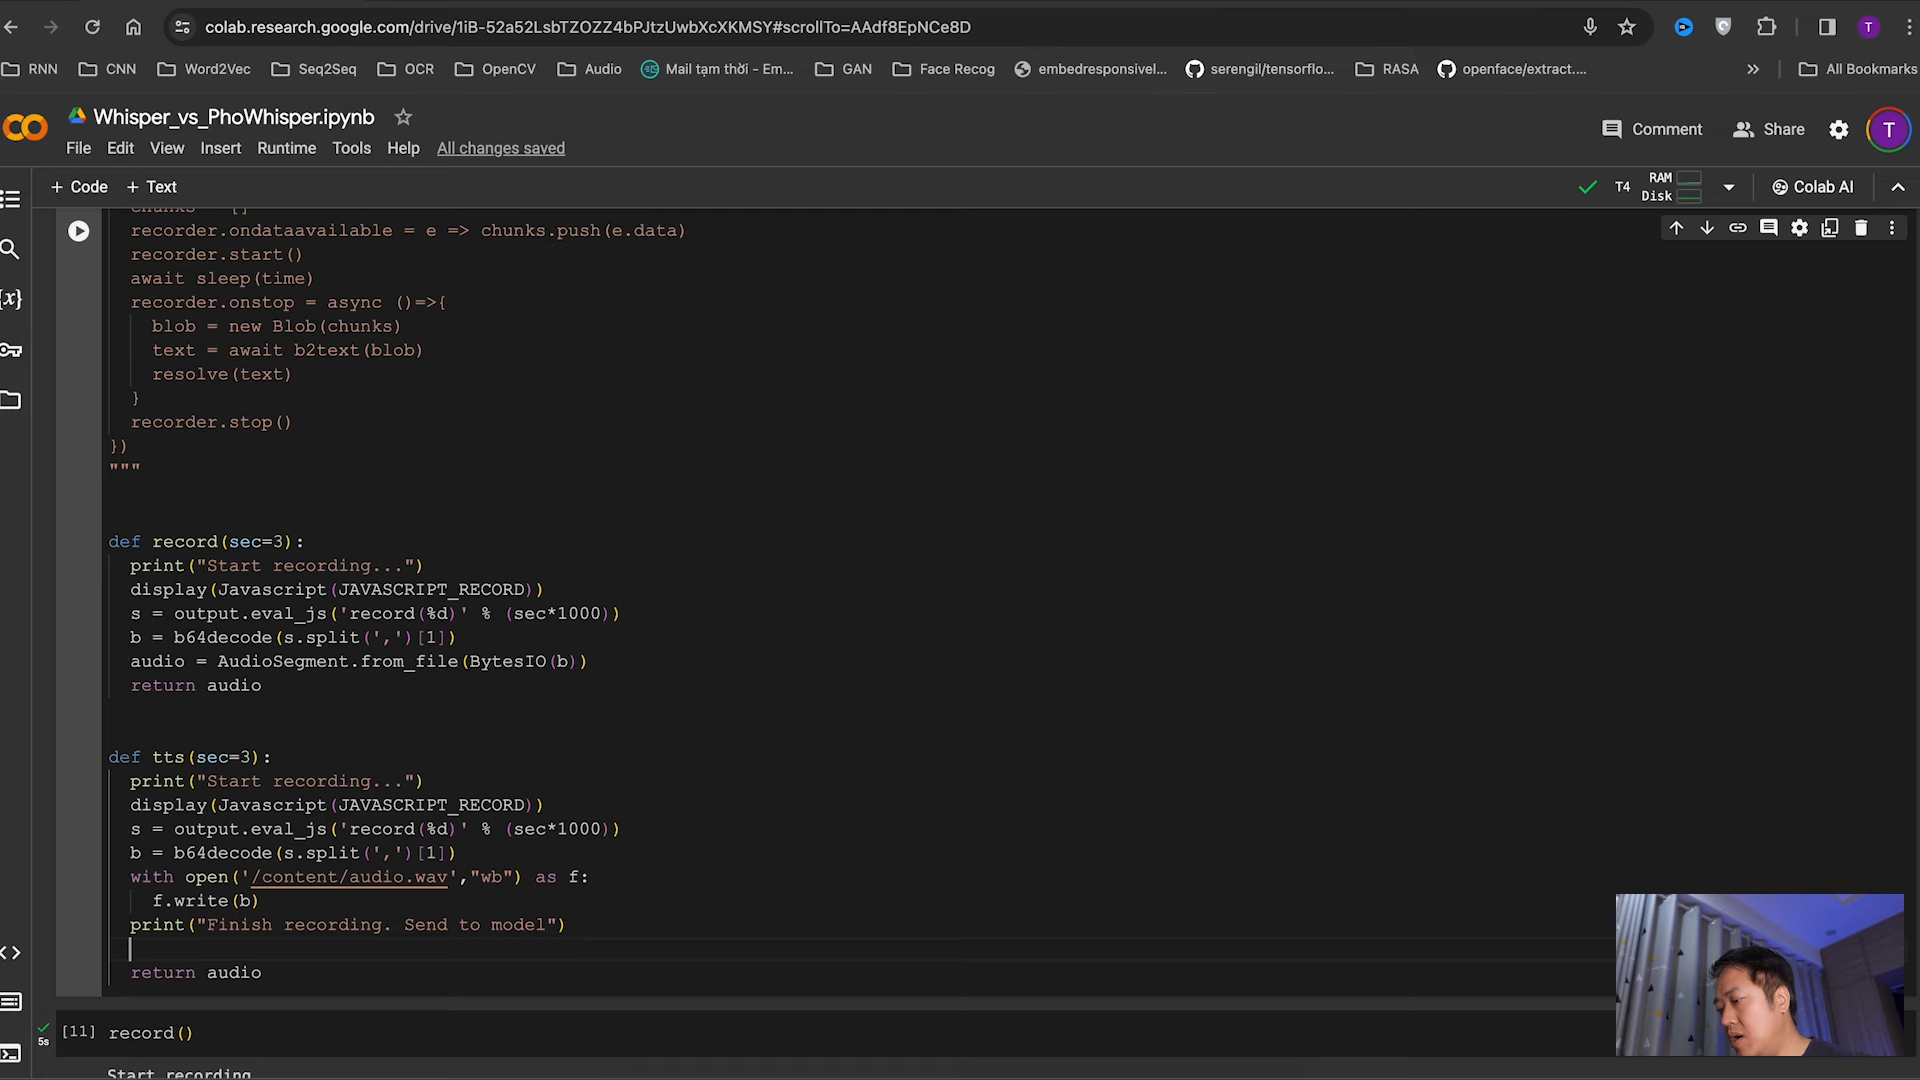 colab.research.google.com/drive/1iB-52a52LsbTZOZZ4bPJtzUwbXcXKMSY#scrollTo=AAdf8EpNCe8D
T
RNN CNN Word2Vec Seq2Seq OCR OpenCV Audio Mail tạm thời - Em... GAN Face Recog embedresponsivel... serengil/tensorflo... RASA openface/extract.... » All Bookmarks
CO Whisper_vs_PhoWhisper.ipynb
Comment Share T
File Edit View Insert Runtime Tools Help All changes saved
+ Code + Text T4 RAM Disk Colab AI
chunks = []
recorder.ondataavailable = e => chunks.push(e.data)
recorder.start()
await sleep(time)
recorder.onstop = async ()=>{
blob = new Blob(chunks)
text = await b2text(blob)
resolve(text)
}
recorder.stop()
})
"""
def record(sec=3):
print("Start recording...")
display(Javascript(JAVASCRIPT_RECORD))
s = output.eval_js('record(%d)' % (sec*1000))
b = b64decode(s.split(',')[1])
audio = AudioSegment.from_file(BytesIO(b))
return audio
def tts(sec=3):
print("Start recording...")
display(Javascript(JAVASCRIPT_RECORD))
s = output.eval_js('record(%d)' % (sec*1000))
b = b64decode(s.split(',')[1])
with open('/content/audio.wav',"wb") as f:
f.write(b)
print("Finish recording. Send to model")
return audio
[11] record()
5s
Start recording
{x}